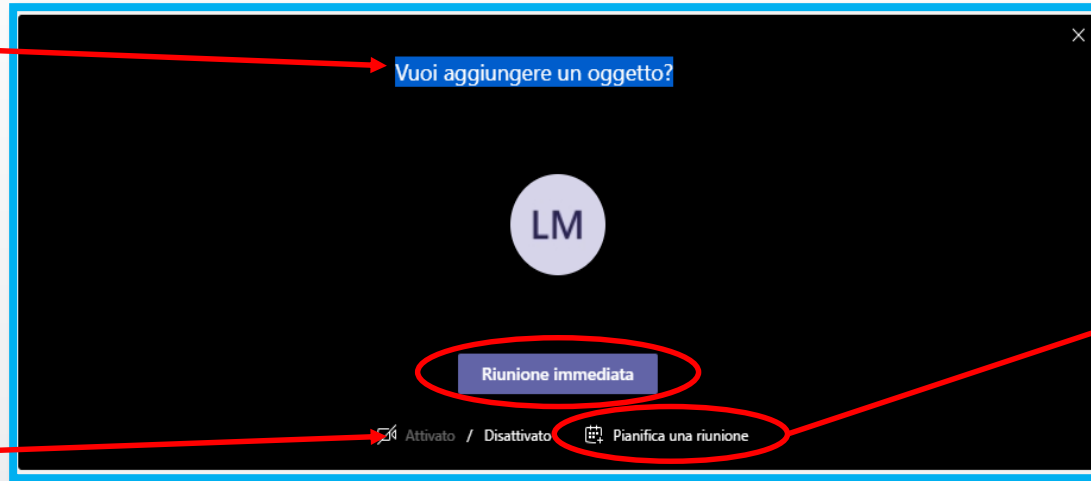 Vuoi aggiungere un oggetto?
LM
Riunione immediata
Attivato / Disattivato Pianifica una riunione